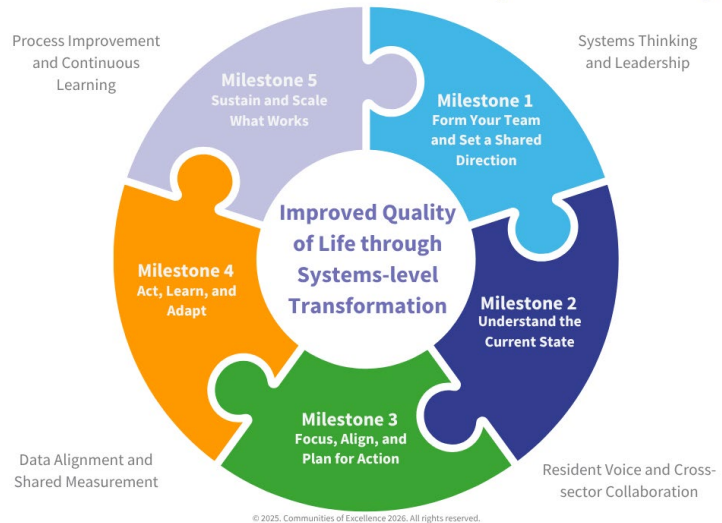 Process Improvement
and Continuous
Learning
Systems Thinking
and Leadership
Milestone 5
Sustain and Scale
What Works
Milestone 1
Form Your Team
and Set a Shared
Direction
Improved Quality
of Life through
Systems-level
Transformation
Milestone 4
Act, Learn, and
Adapt
Milestone 2
Understand the
Current State
Milestone 3
Focus, Align, and
Plan for Action
Data Alignment and
Shared Measurement
Resident Voice and Cross-
sector Collaboration
© 2025. Communities of Excellence 2026. All rights reserved.